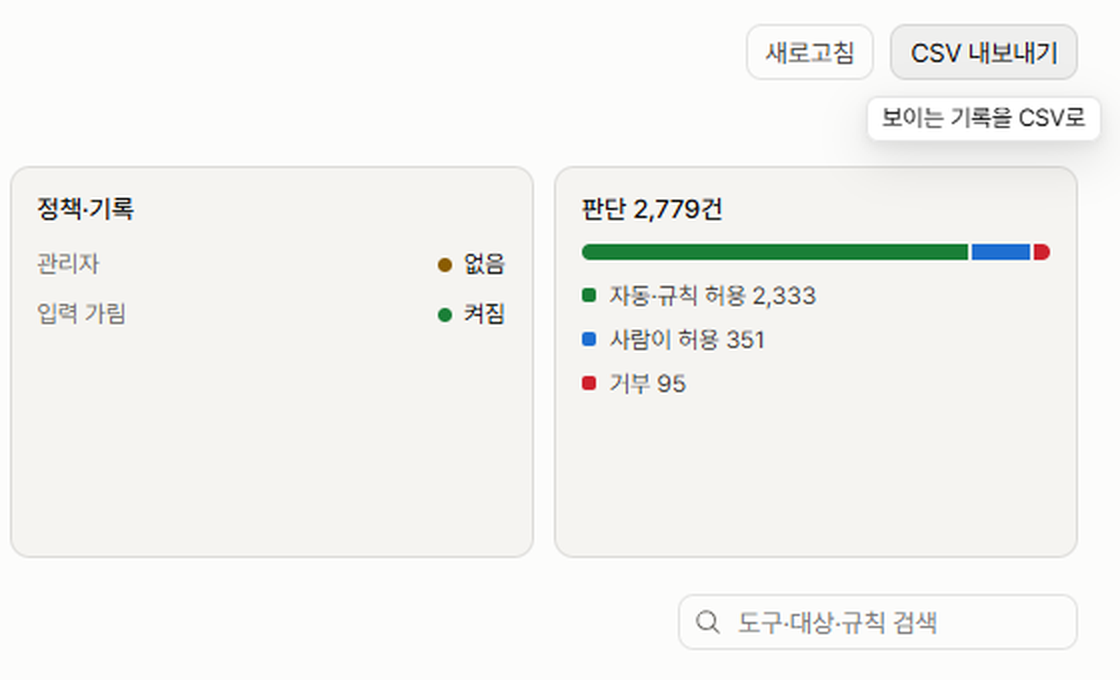 새로고침
CSV 내보내기
보이는 기록을 CSV로
정책·기록
관리자
없음
입력 가림
켜짐
판단 2,779건
자동·규칙 허용 2,333
사람이 허용 351
거부 95
도구·대상·규칙 검색